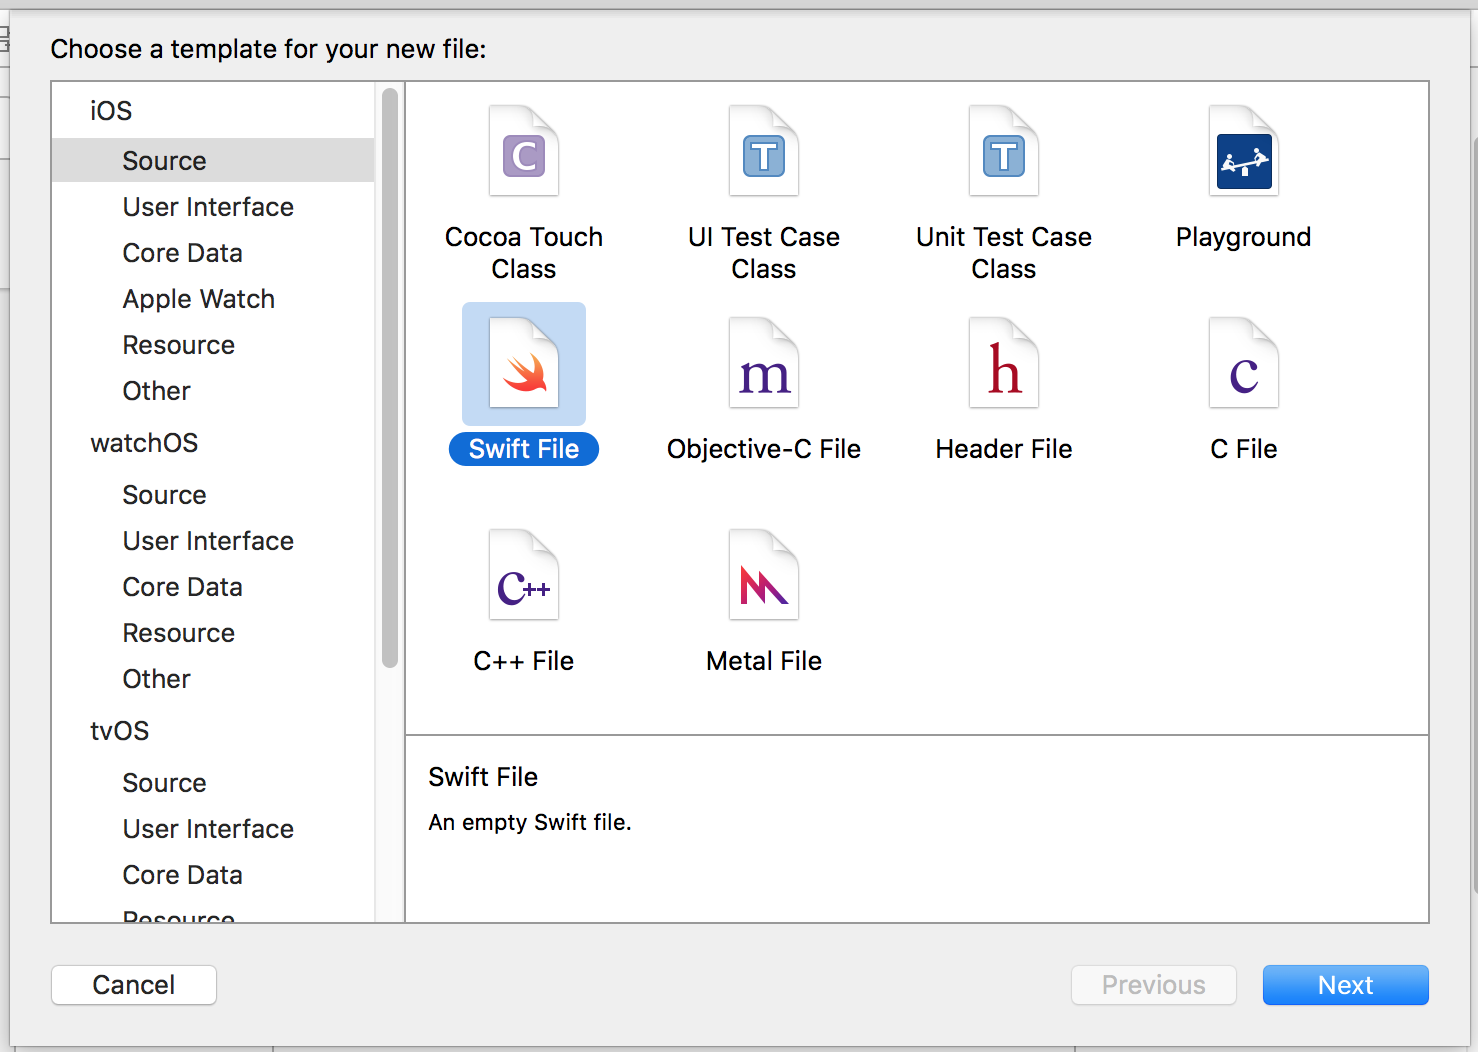 Choose a template for your new file:
iOS
Source
User Interface
Core Data
Apple Watch
Resource
Other
watchOS
Source
User Interface
Core Data
Resource
Other
tvOS
Source
User Interface
Core Data
Resource
C
T
T
Cocoa Touch
Class
UI Test Case
Class
Unit Test Case
Class
Playground
m
h
c
Swift File
Objective-C File
Header File
C File
C++
C++ File
Metal File
Swift File
An empty Swift file.
Cancel
Previous
Next